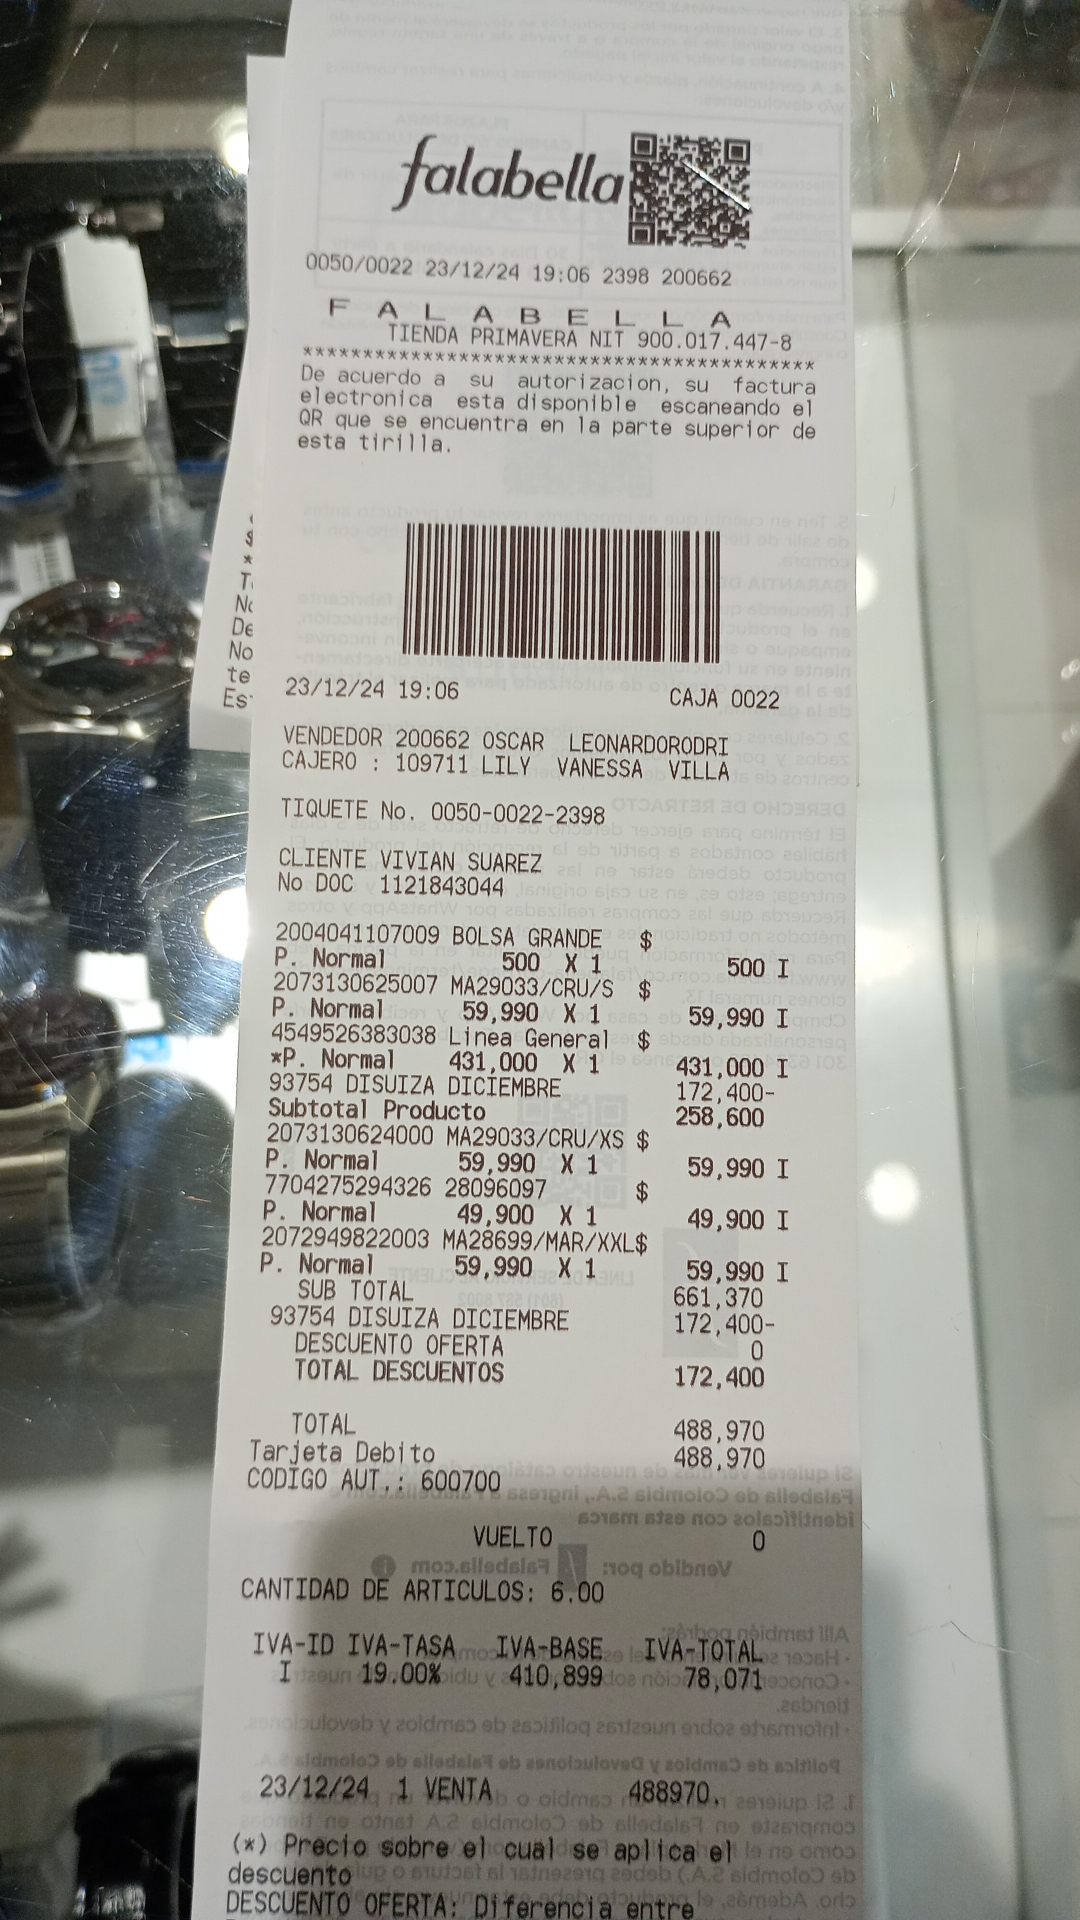 falabella
0050/0022 23/12/24 19:06 2398 200662
F A L A B E L L A
TIENDA PRIMAVERA NIT 900.017.447-8
******************************************
De acuerdo a su autorizacion, su factura
electronica esta disponible escaneando el
QR que se encuentra en la parte superior de
esta tirilla.
23/12/24 19:06 CAJA 0022
VENDEDOR 200662 OSCAR LEONARDORODRI
CAJERO : 109711 LILY VANESSA VILLA
TIQUETE No. 0050-0022-2398
CLIENTE VIVIAN SUAREZ
No DOC 1121843044
2004041107009 BOLSA GRANDE $
P. Normal 500 X 1 500 I
2073130625007 MA29033/CRU/S $
P. Normal 59,990 X 1 59,990 I
4549526383038 Linea General $
*P. Normal 431,000 X 1 431,000 I
93754 DISUIZA DICIEMBRE 172,400-
Subtotal Producto 258,600
2073130624000 MA29033/CRU/XS $
P. Normal 59,990 X 1 59,990 I
7704275294326 28096097 $
P. Normal 49,900 X 1 49,900 I
2072949822003 MA28699/MAR/XXL$
P. Normal 59,990 X 1 59,990 I
SUB TOTAL 661,370
93754 DISUIZA DICIEMBRE 172,400-
DESCUENTO OFERTA 0
TOTAL DESCUENTOS 172,400
TOTAL 488,970
Tarjeta Debito 488,970
CODIGO AUT.: 600700
VUELTO 0
CANTIDAD DE ARTICULOS: 6.00
IVA-ID IVA-TASA IVA-BASE IVA-TOTAL
I 19.00% 410,899 78,071
23/12/24 1 VENTA 488970.
(*) Precio sobre el cual se aplica el
descuento
DESCUENTO OFERTA: Diferencia entre